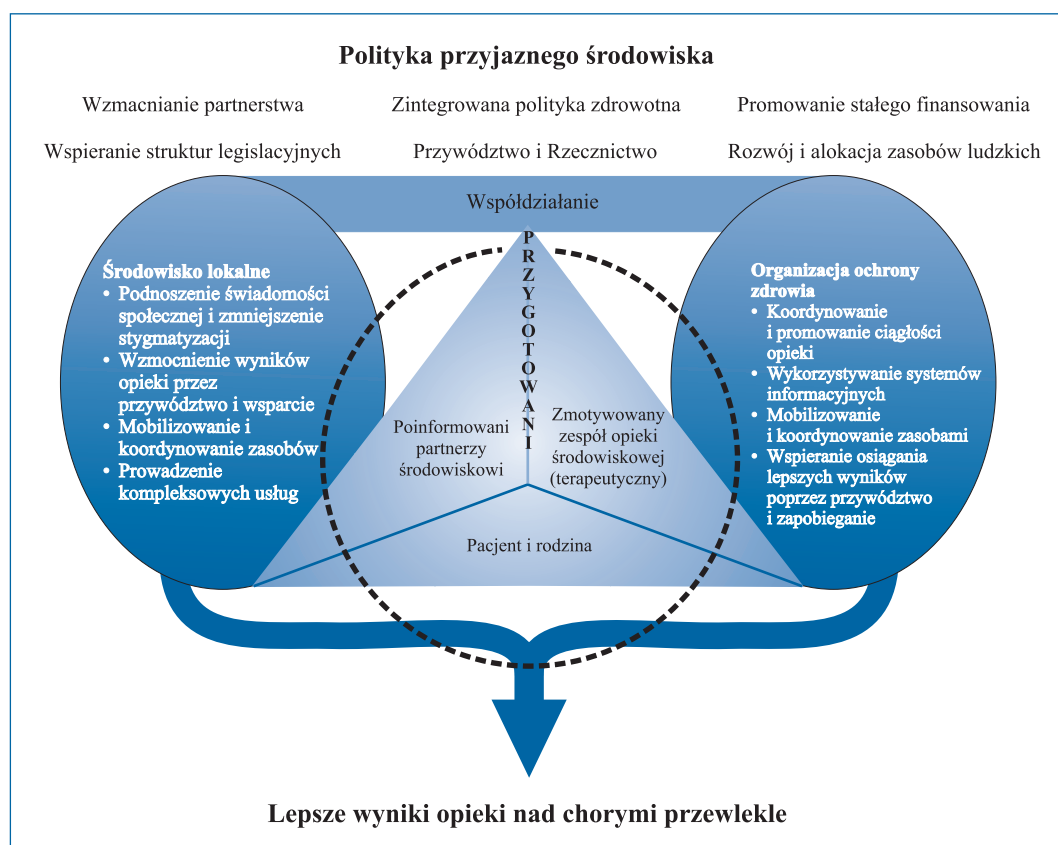 Polityka przyjaznego środowiska
Wzmacnianie partnerstwa
Zintegrowana polityka zdrowotna
Promowanie stałego finansowania
Wspieranie struktur legislacyjnych
Przywództwo i Rzecznictwo
Rozwój i alokacja zasobów ludzkich
Współdziałanie
Środowisko lokalne
• Podnoszenie świadomości
społecznej i zmniejszenie
stygmatyzacji
• Wzmocnienie wyników
opieki przez
przywództwo i wsparcie
• Mobilizowanie i
koordynowanie zasobów
• Prowadzenie
kompleksowych usług
PRZYGOTOWANI
Poinformowani
partnerzy
środowiskowi
Zmotywowany
zespół opieki
środowiskowej
(terapeutyczny)
Pacjent i rodzina
Organizacja ochrony
zdrowia
• Koordynowanie
i promowanie ciągłości
opieki
• Wykorzystywanie systemów
informacyjnych
• Mobilizowanie
i koordynowanie zasobami
• Wspieranie osiągania
lepszych wyników
poprzez przywództwo
i zapobieganie
Lepsze wyniki opieki nad chorymi przewlekle